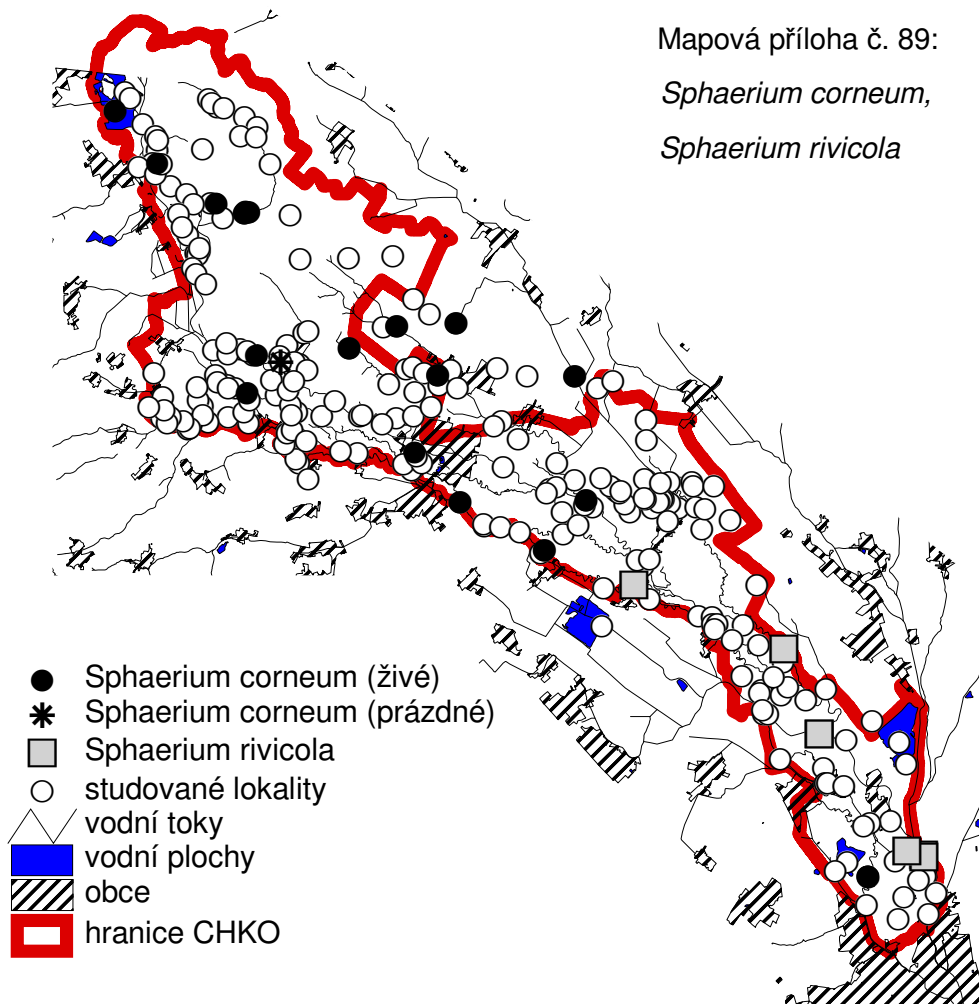 Mapová příloha č. 89:
Sphaerium corneum,
Sphaerium rivicola
Sphaerium corneum (živé)
Sphaerium corneum (prázdné)
Sphaerium rivicola
studované lokality
vodní toky
vodní plochy
obce
hranice CHKO